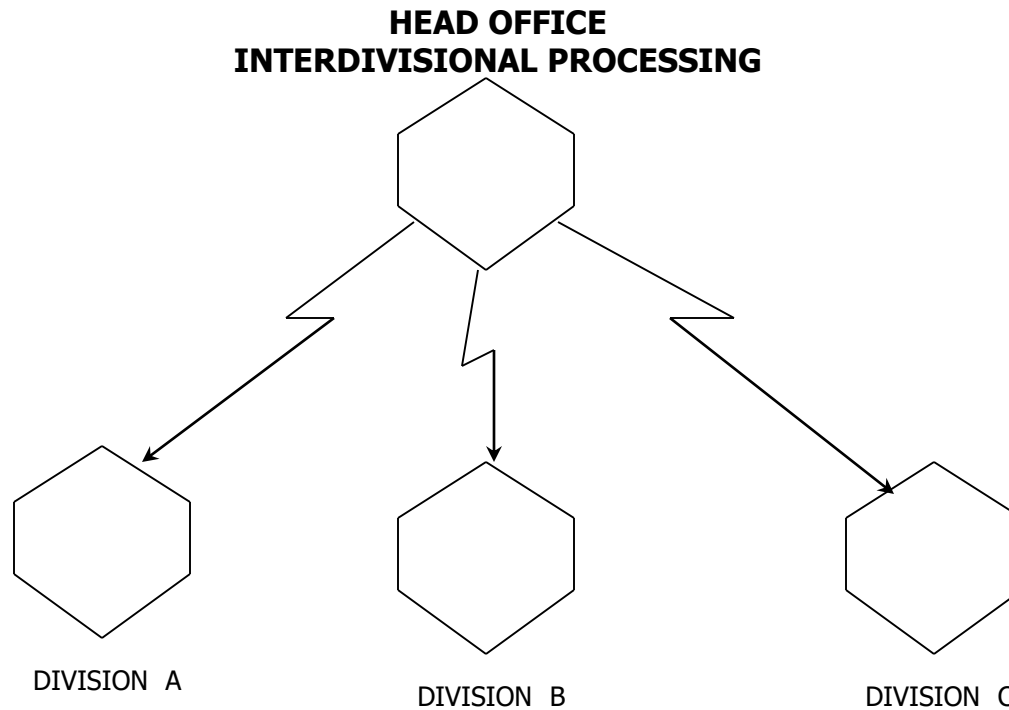 HEAD OFFICE
INTERDIVISIONAL PROCESSING
DIVISION A
DIVISION B
DIVISION C